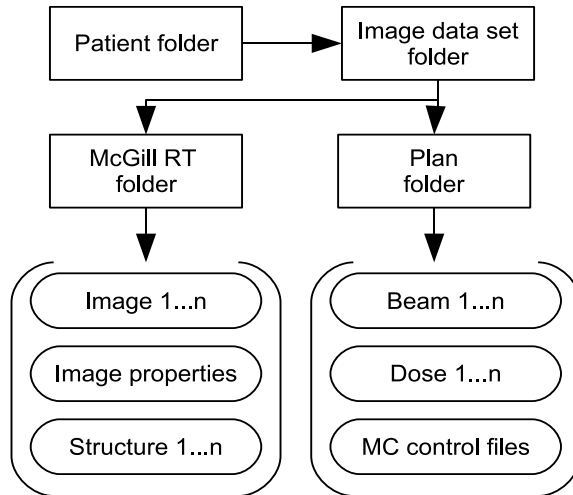 Patient folder
Image data set
folder
McGill RT
folder
Plan
folder
Image 1...n
Image properties
Structure 1...n
Beam 1...n
Dose 1...n
MC control files